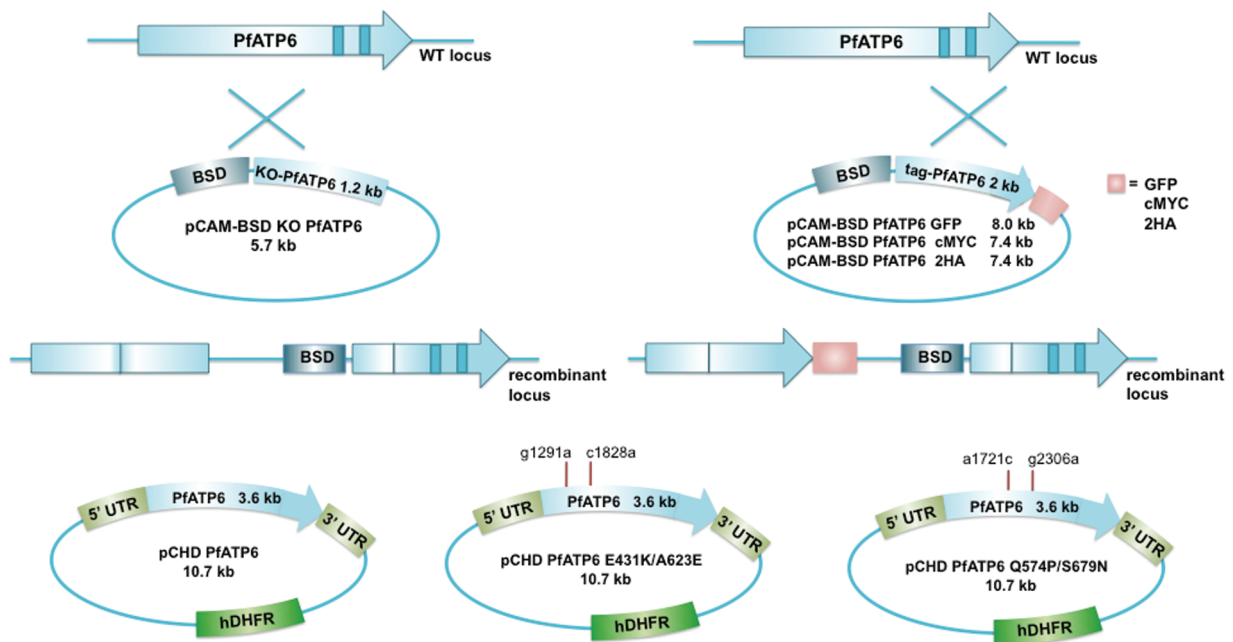 PfATP6
WT locus
BSD
KO-PfATP6 1.2 kb
pCAM-BSD KO PfATP6
5.7 kb
PfATP6
WT locus
BSD
tag-PfATP6 2 kb
= GFP
cMYC
2HA
pCAM-BSD PfATP6 GFP 8.0 kb
pCAM-BSD PfATP6 cMYC 7.4 kb
pCAM-BSD PfATP6 2HA 7.4 kb
BSD
recombinant
locus
BSD
recombinant
locus
5' UTR
PfATP6 3.6 kb
3' UTR
pCHD PfATP6
10.7 kb
hDHFR
g1291a c1828a
5' UTR
PfATP6 3.6 kb
3' UTR
pCHD PfATP6 E431K/A623E
10.7 kb
hDHFR
a1721c g2306a
5' UTR
PfATP6 3.6 kb
3' UTR
pCHD PfATP6 Q574P/S679N
10.7 kb
hDHFR